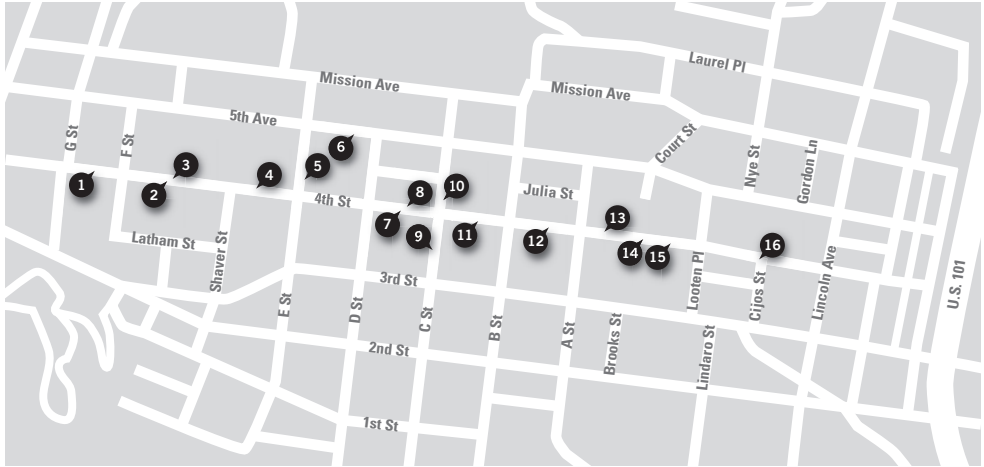 Laurel Pl
Mission Ave
Mission Ave
5th Ave
G St
F St
Court St
Nye St
Gordon Ln
6
3
5
4
1
2
8
10
Julia St
4th St
7
9
11
12
13
14
15
16
Latham St
Shaver St
3rd St
E St
D St
C St
B St
A St
Brooks St
Looten Pl
Cijos St
Lincoln Ave
U.S. 101
2nd St
Lindaro St
1st St